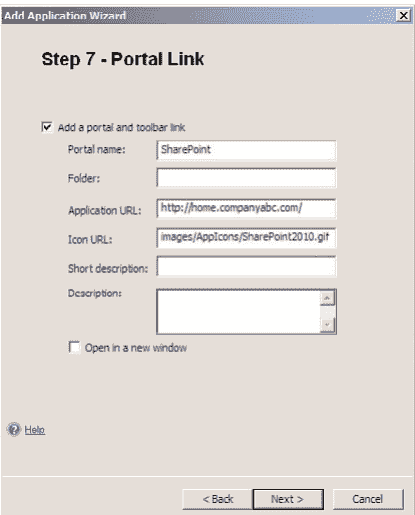 Add Application Wizard
Step 7 - Portal Link
Add a portal and toolbar link
Portal name: SharePoint
Folder:
Application URL: http://home.companyabc.com/
Icon URL: images/AppIcons/SharePoint2010.gif
Short description:
Description:
Open in a new window
Help
< Back Next > Cancel